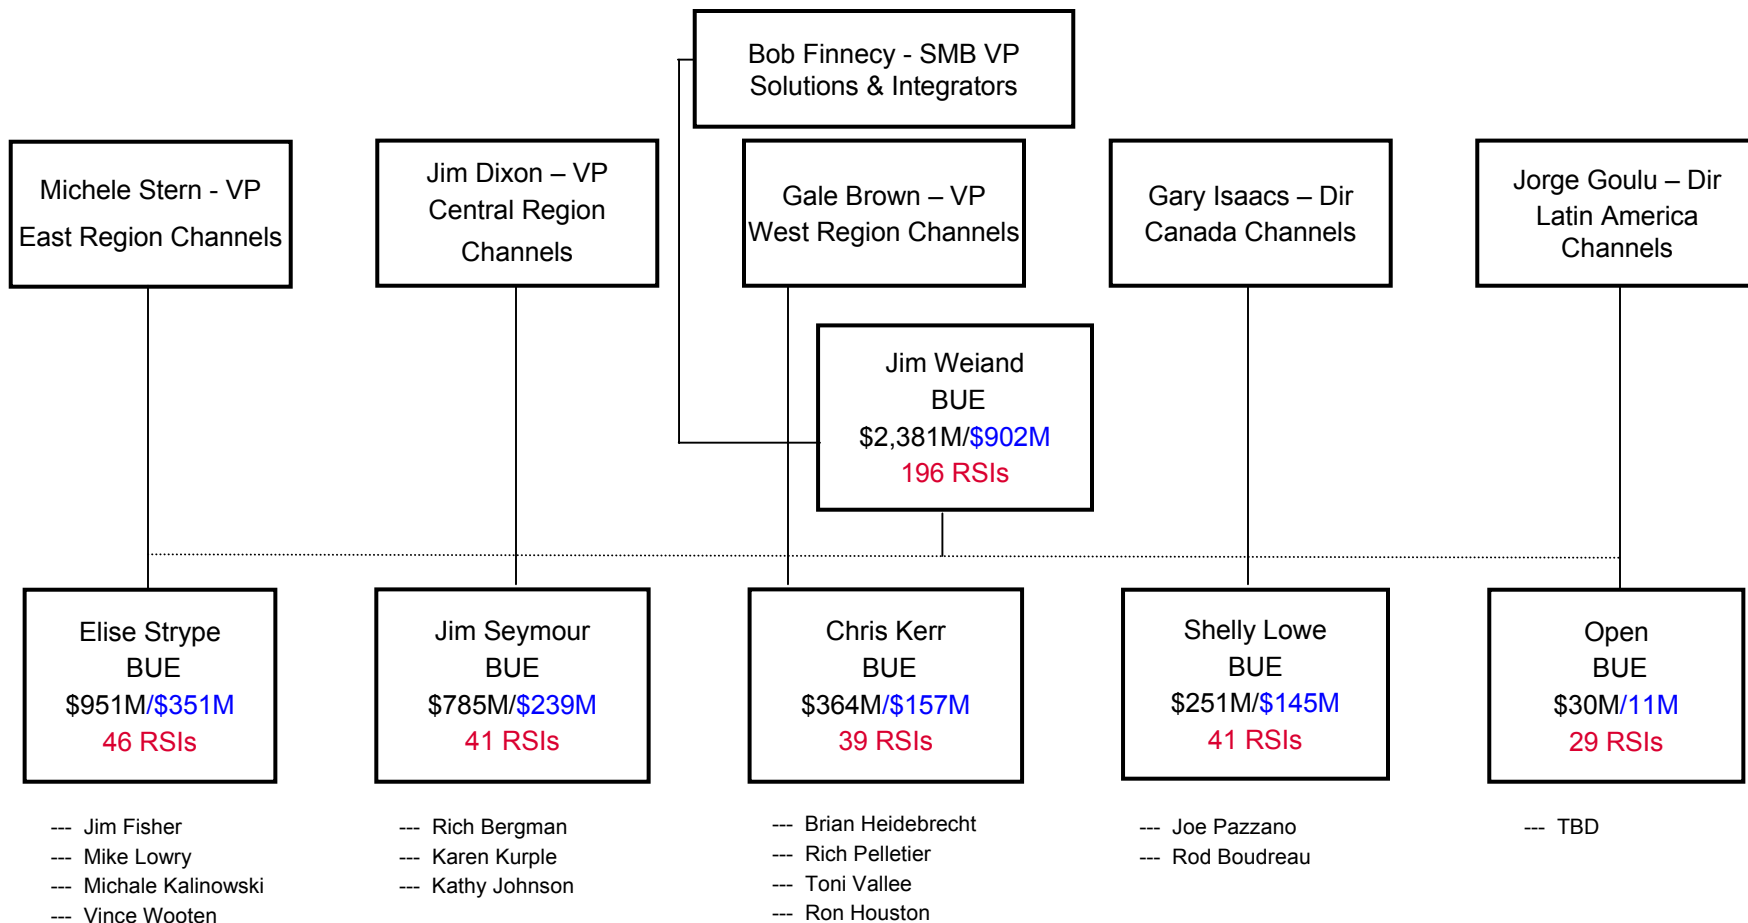 Bob Finnecy - SMB VP
Solutions & Integrators
Michele Stern - VP
East Region Channels
Jim Dixon – VP
Central Region
Channels
Gale Brown – VP
West Region Channels
Gary Isaacs – Dir
Canada Channels
Jorge Goulu – Dir
Latin America
Channels
Jim Weiand
BUE
$2,381M/$902M
196 RSIs
Elise Strype
BUE
$951M/$351M
46 RSIs
Jim Seymour
BUE
$785M/$239M
41 RSIs
Chris Kerr
BUE
$364M/$157M
39 RSIs
Shelly Lowe
BUE
$251M/$145M
41 RSIs
Open
BUE
$30M/11M
29 RSIs
--- Jim Fisher
--- Mike Lowry
--- Michale Kalinowski
--- Vince Wooten
--- Rich Bergman
--- Karen Kurple
--- Kathy Johnson
--- Brian Heidebrecht
--- Rich Pelletier
--- Toni Vallee
--- Ron Houston
--- Joe Pazzano
--- Rod Boudreau
--- TBD